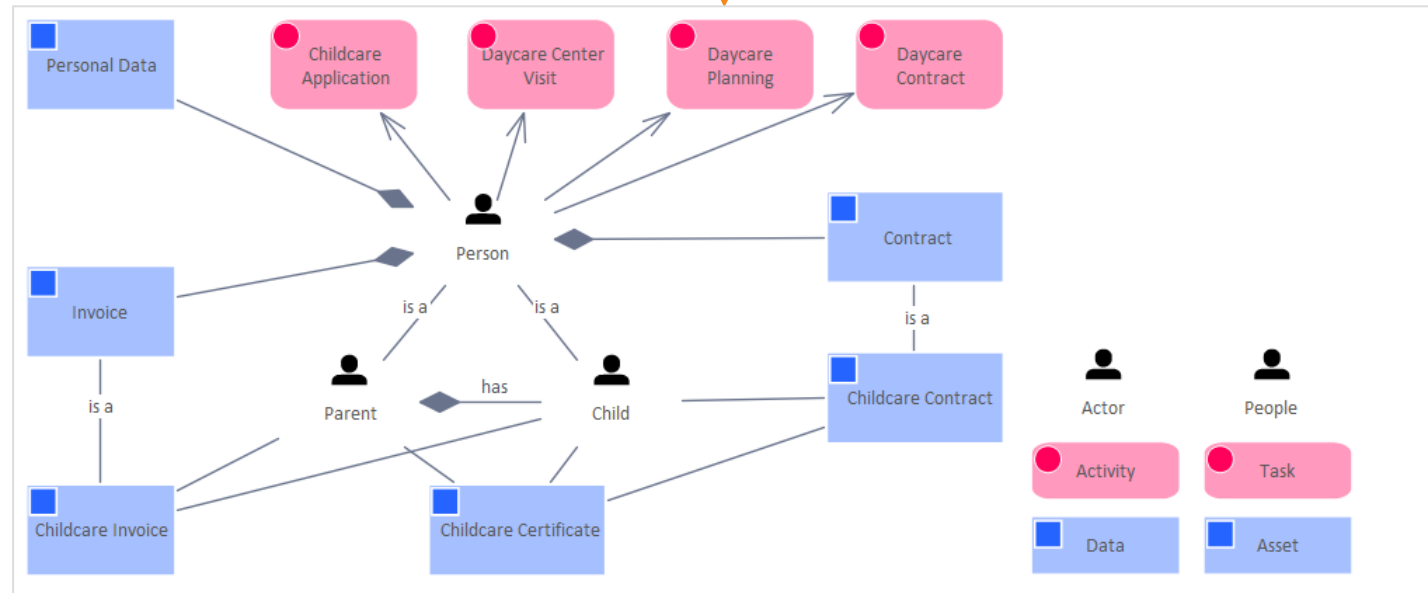 Personal Data
Childcare
Application
Daycare Center
Visit
Daycare
Planning
Daycare
Contract
Person
Contract
Invoice
is a
is a
is a
is a
has
Parent
Child
Childcare Contract
Actor
People
Activity
Task
Childcare Invoice
Childcare Certificate
Data
Asset